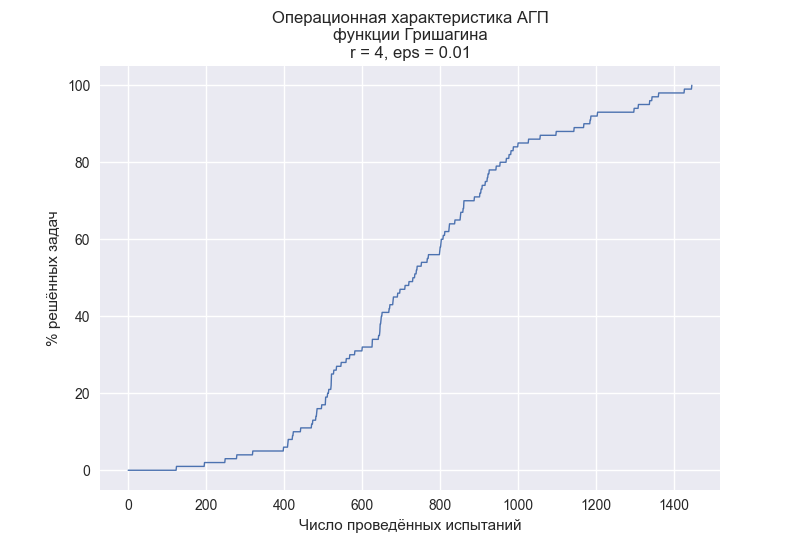 Операционная характеристика АГП
функции Гришагина
r = 4, eps = 0.01
100
80
60
40
20
0
% решённых задач
0 200 400 600 800 1000 1200 1400
Число проведённых испытаний